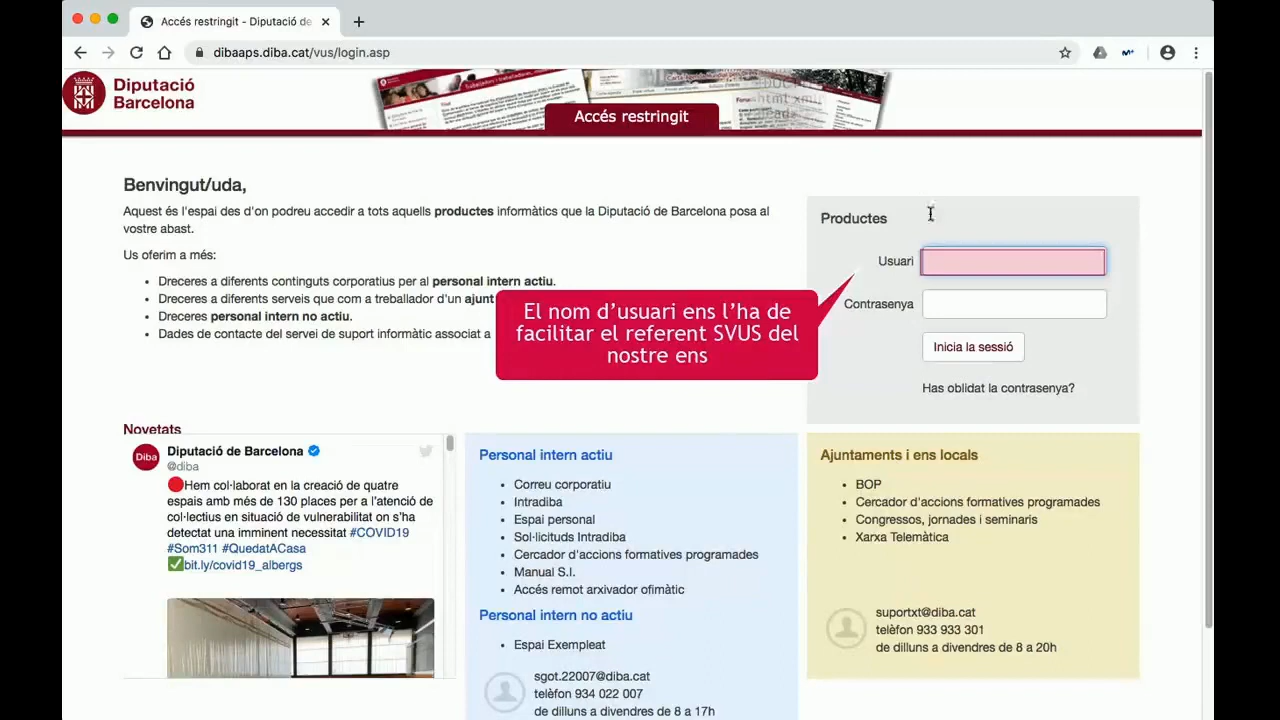 Accés restringit - Diputació de
dibaaps.diba.cat/vus/login.asp
Diputació
Barcelona
Accés restringit
Benvingut/uda,
Aquest és l'espai des d'on podreu accedir a tots aquells productes informàtics que la Diputació de Barcelona posa al
vostre abast.
Us oferim a més:
Dreceres a diferents continguts corporatius per al personal intern actiu.
Dreceres a diferents serveis que com a treballador d'un ajunt
Dreceres personal intern no actiu.
Dades de contacte del servei de suport informàtic associat a
El nom d'usuari ens l'ha de
facilitar el referent SVUS del
nostre ens
Productes
Usuari
Contrasenya
Inicia la sessió
Has oblidat la contrasenya?
Novetats
Diba
Diputació de Barcelona
@diba
Hem col·laborat en la creació de quatre
espais amb més de 130 places per a l'atenció de
col·lectius en situació de vulnerabilitat on s'ha
detectat una imminent necessitat #COVID19
#Som311 #QuedatACasa
bit.ly/covid19_albergs
Personal intern actiu
Correu corporatiu
Intradiba
Espai personal
Sol·licituds Intradiba
Cercador d'accions formatives programades
Manual S.I.
Accés remot arxivador ofimàtic
Personal intern no actiu
Espai Exempleat
sgot.22007@diba.cat
telèfon 934 022 007
de dilluns a divendres de 8 a 17h
Ajuntaments i ens locals
BOP
Cercador d'accions formatives programades
Congressos, jornades i seminaris
Xarxa Telemàtica
suportxt@diba.cat
telèfon 933 933 301
de dilluns a divendres de 8 a 20h